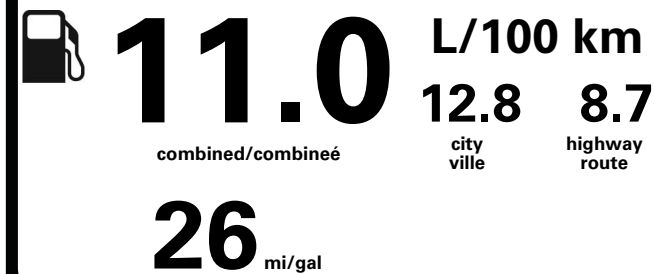 11.0
L/100 km
12.8 8.7
combined/combineé
city highway
ville route
26 mi/gal